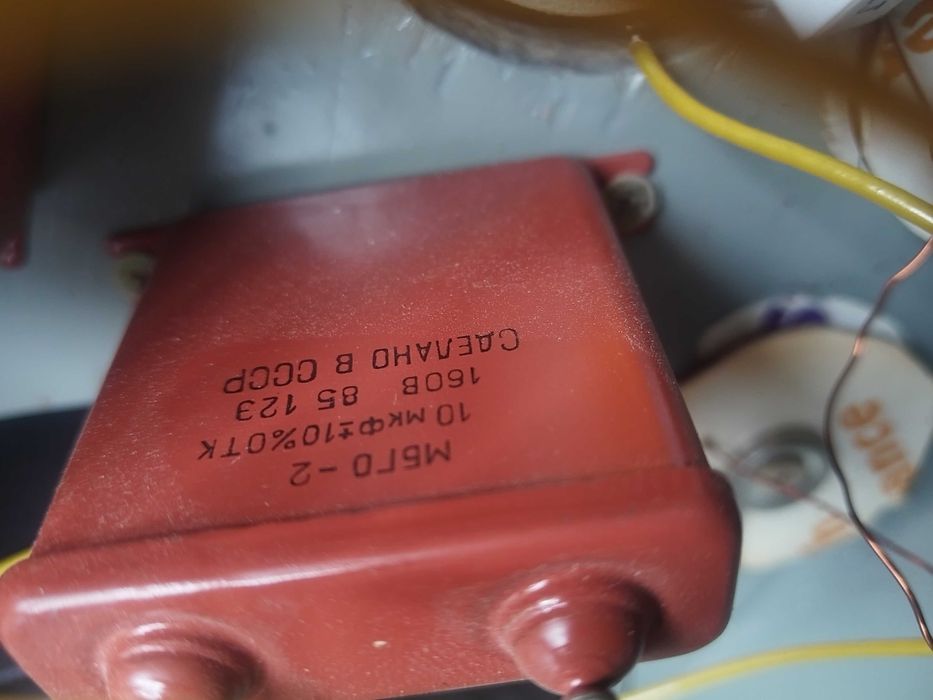 МБГО-2
10 мкФ±10%ОТК
160В 85 123
СДЕЛАНО В СССР